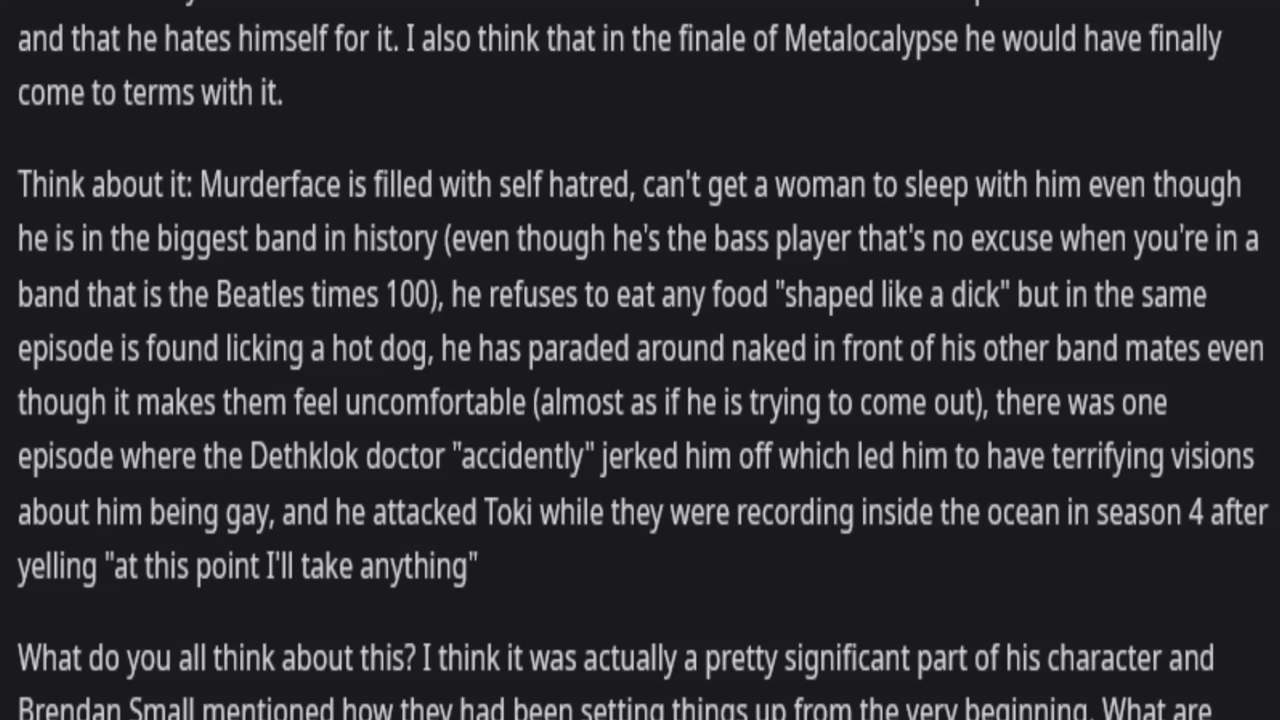 and that he hates himself for it. I also think that in the finale of Metalocalypse he would have finally
come to terms with it.
Think about it: Murderface is filled with self hatred, can't get a woman to sleep with him even though
he is in the biggest band in history (even though he's the bass player that's no excuse when you're in a
band that is the Beatles times 100), he refuses to eat any food "shaped like a dick" but in the same
episode is found licking a hot dog, he has paraded around naked in front of his other band mates even
though it makes them feel uncomfortable (almost as if he is trying to come out), there was one
episode where the Dethklok doctor "accidently" jerked him off which led him to have terrifying visions
about him being gay, and he attacked Toki while they were recording inside the ocean in season 4 after
yelling "at this point I'll take anything"
What do you all think about this? I think it was actually a pretty significant part of his character and
Brendan Small mentioned how they had been setting things up from the very beginning. What are